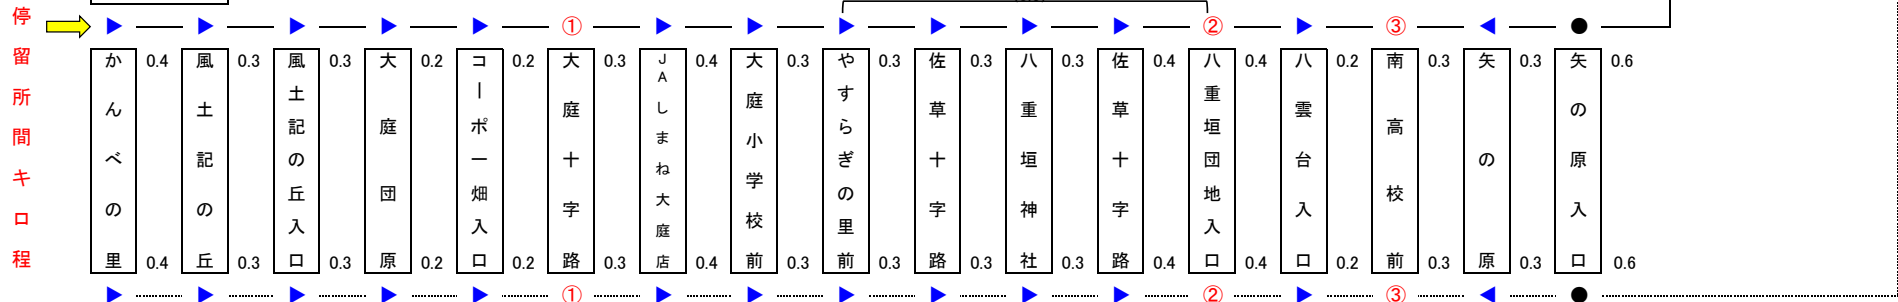 停留所間キロ程
▶ ▶ ▶ ▶ ▶ ① ▶ ▶ ▶ ▶ ▶ ▶ ② ▶ ③ ◀ ●
かんべの里
0.4
風土記の丘
0.3
風土記の丘入口
0.3
大庭団原
0.2
コーポー畑入口
0.2
大庭十字路
0.3
JAしまね大庭店
0.4
大庭小学校前
0.3
やすらぎの里前
0.3
佐草十字路
0.3
八重垣神社
0.3
佐草十字路
0.4
八重垣団地入口
0.4
八雲台入口
0.2
南高校前
0.3
矢の原
0.3
矢の原入口
0.6
0.4 0.3 0.3 0.2 0.2 0.3 0.4 0.3 0.3 0.3 0.3 0.4 0.4 0.2 0.3 0.3 0.6
▶ ▶ ▶ ▶ ▶ ① ▶ ▶ ▶ ▶ ▶ ▶ ② ▶ ③ ◀ ●